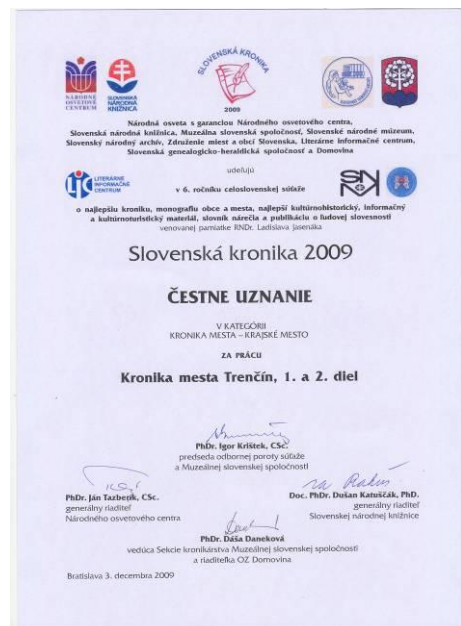 NÁRODNÉ
OSVETOVÉ
CENTRUM
SLOVENSKÁ
NÁRODNÁ
KNIŽNICA
SLOVENSKÁ KRONIKA
2009
Národná osveta s garanciou Národného osvetového centra,
Slovenská národná knižnica, Muzeálna slovenská spoločnosť, Slovenské národné múzeum,
Slovenský národný archív, Združenie miest a obcí Slovenska, Literárne informačné centrum,
Slovenská genealogicko-heraldická spoločnosť a Domovina
LIC LITERÁRNE
INFORMAČNÉ
CENTRUM
udeľujú
v 6. ročníku celoslovenskej súťaže
o najlepšiu kroniku, monografiu obce a mesta, najlepší kultúrnohistorický, informačný
a kultúrnoturistický materiál, slovník nárečia a publikáciu o ľudovej slovesnosti
venovanej pamiatke RNDr. Ladislava Jasenáka
Slovenská kronika 2009
ČESTNE UZNANIE
V KATEGÓRII
KRONIKA MESTA – KRAJSKÉ MESTO
ZA PRÁCU
Kronika mesta Trenčín, 1. a 2. diel
PhDr. Igor Krištek, CSc.
predseda odbornej poroty súťaže
a Muzeálnej slovenskej spoločnosti
PhDr. Ján Tazberík, CSc.
generálny riaditeľ
Národného osvetového centra
Doc. PhDr. Dušan Katuščák, PhD.
generálny riaditeľ
Slovenskej národnej knižnice
PhDr. Dáša Daneková
vedúca Sekcie kronikárstva Muzeálnej slovenskej spoločnosti
a riaditeľka OZ Domovina
Bratislava 3. decembra 2009